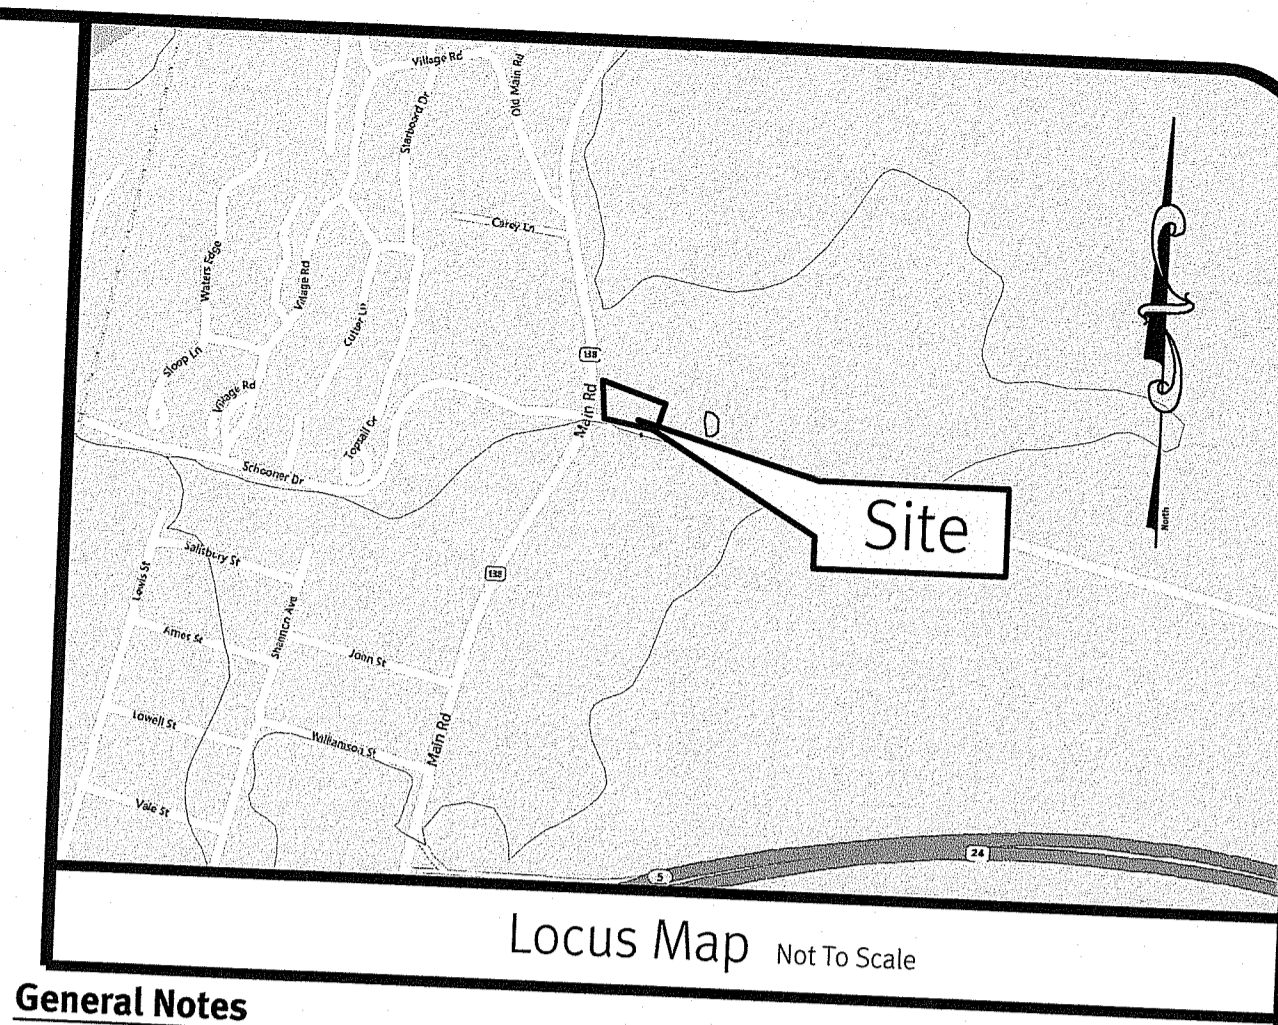 Village Rd
Old Main Rd
Starboard Dr
Carey Ln
Waters Edge
Village Rd
Cutter Ln
138
Sloop Ln
Village Rd
Main Rd
Topsail Dr
Schooner Dr
Site
North
Salisbury St
138
Lewis St
Shannon Ave
Ames St
John St
Lowell St
Main Rd
Williamson St
Vale St
24
5
Locus Map Not To Scale
General Notes